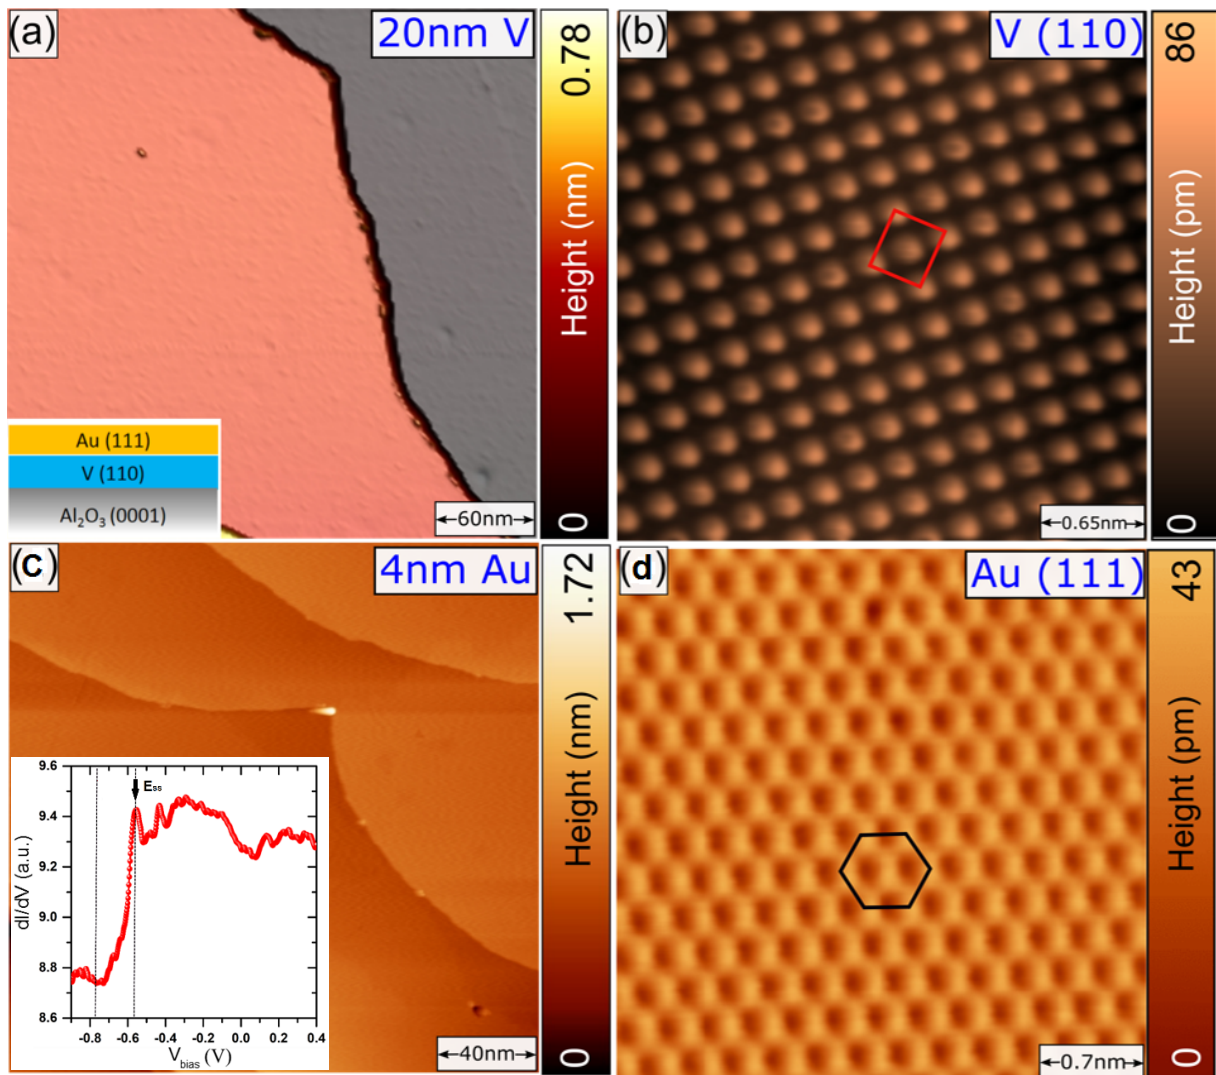 (a)
20nm V
0.78
Height (nm)
0
Au (111)
V (110)
Al₂O₃ (0001)
60nm
(b)
V (110)
86
Height (pm)
0
0.65nm
(c)
4nm Au
1.72
Height (nm)
0
9.6
9.4
9.2
9.0
8.8
8.6
dI/dV (a.u.)
Ess
-0.8 -0.6 -0.4 -0.2 0.0 0.2 0.4
Vbias (V)
40nm
(d)
Au (111)
43
Height (pm)
0
0.7nm